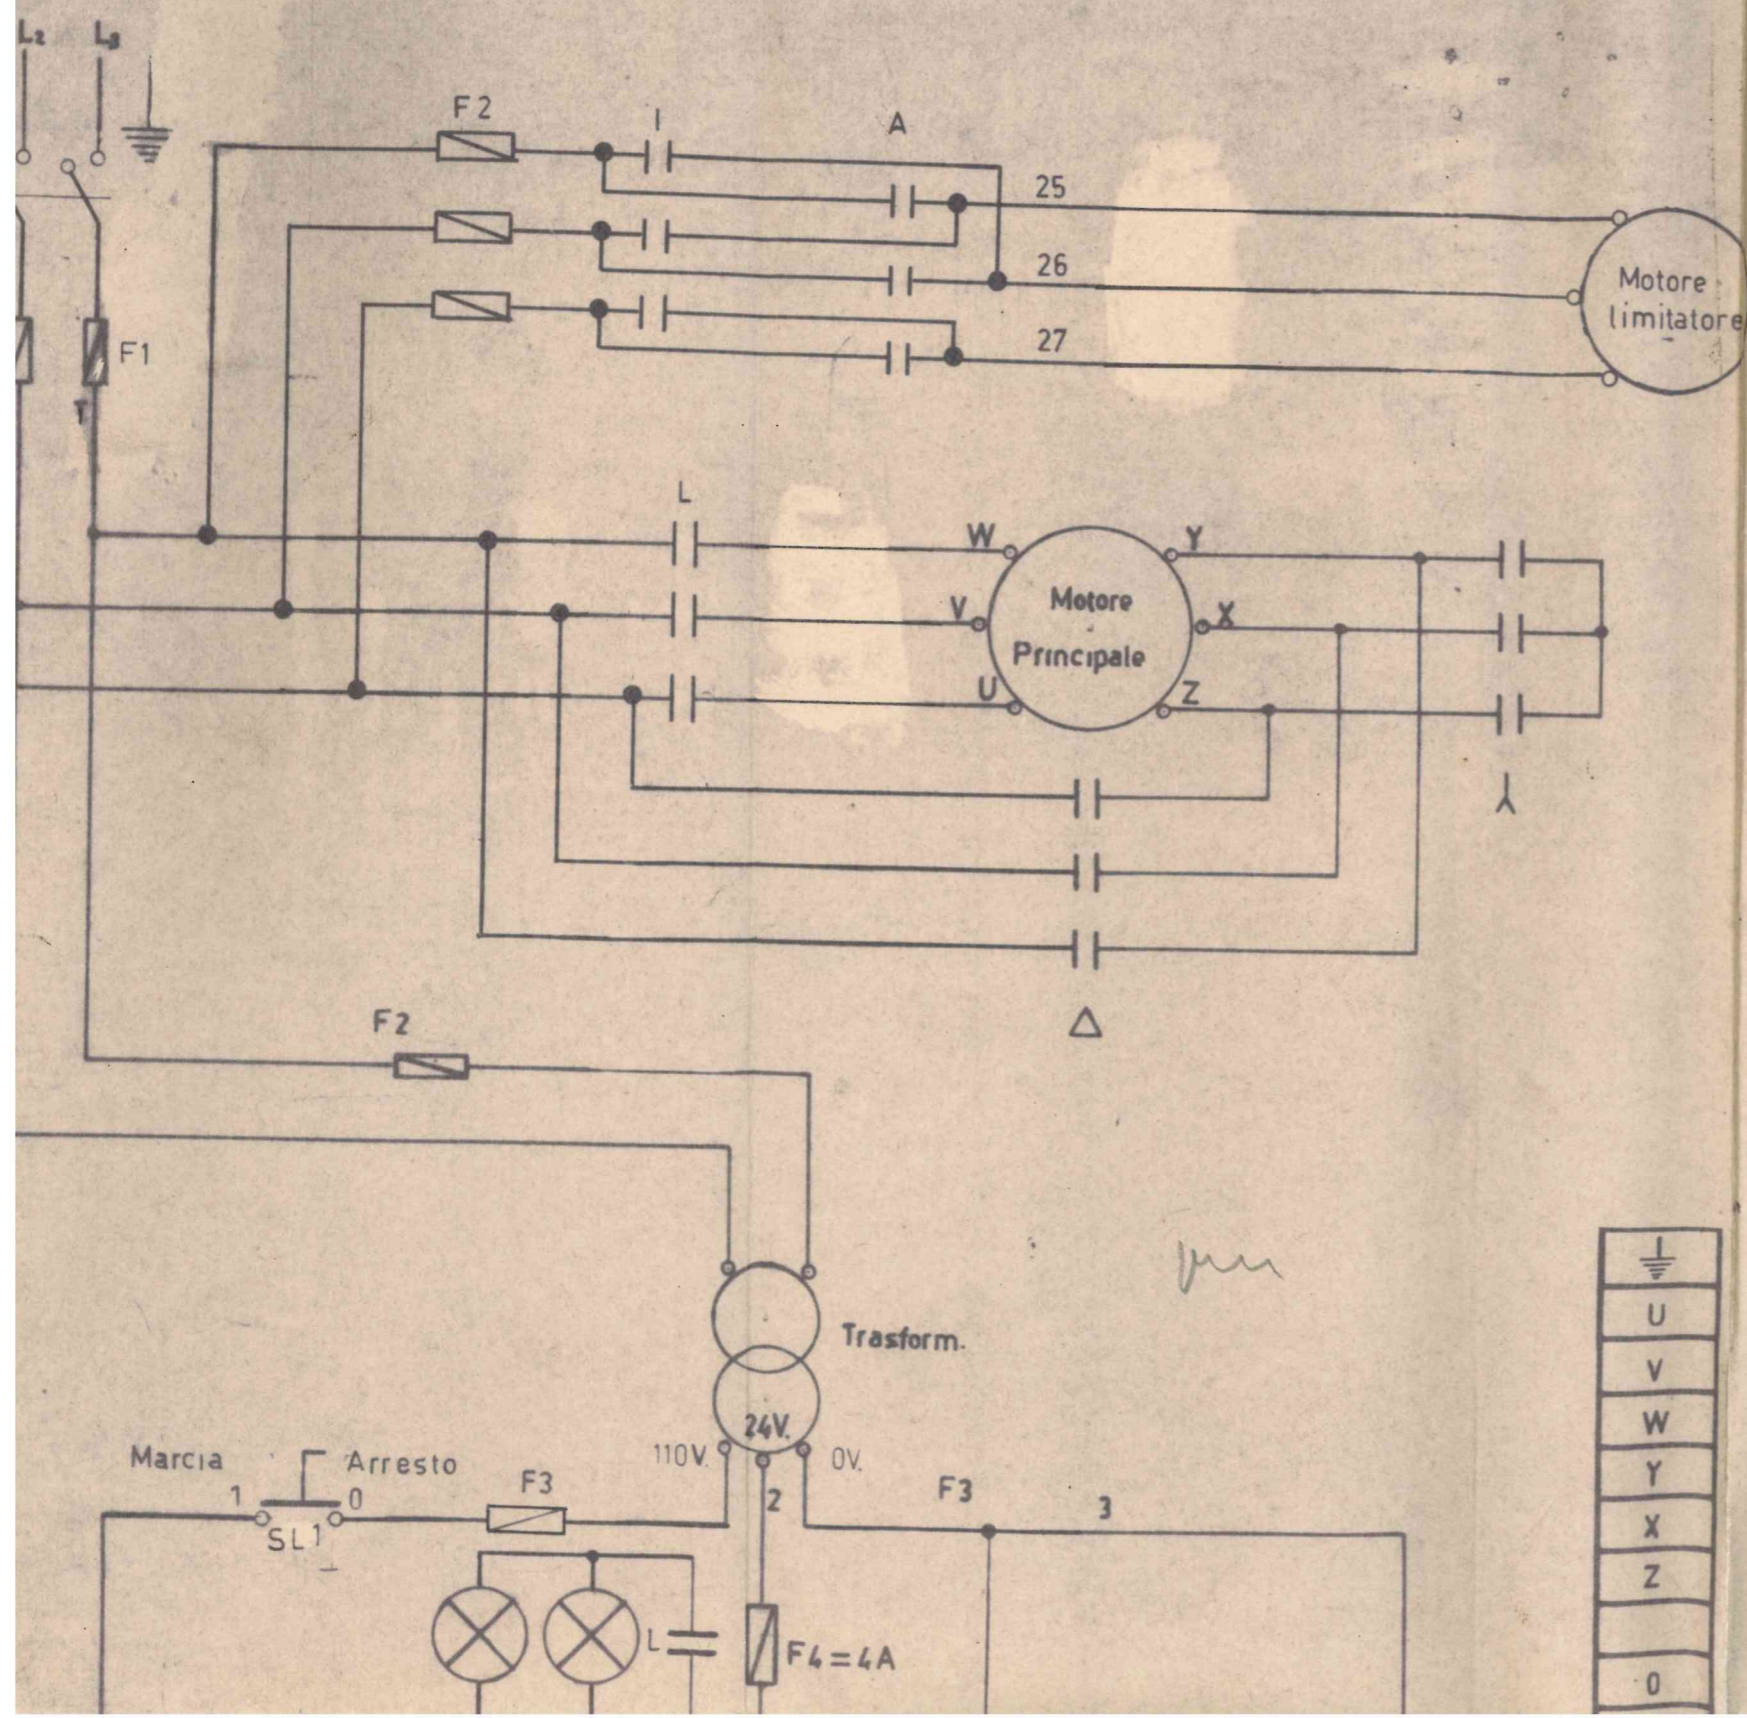 L2 L3
F2
I
A
25
26
27
Motore
limitatore
F1
T
L
W
V
U
Motore
Principale
Y
X
Z
F2
Trasform.
24V.
110V.
0V.
Marcia
Arresto
1
0
SL1
F3
2
F3
3
L
F4=4A
U
V
W
Y
X
Z
0